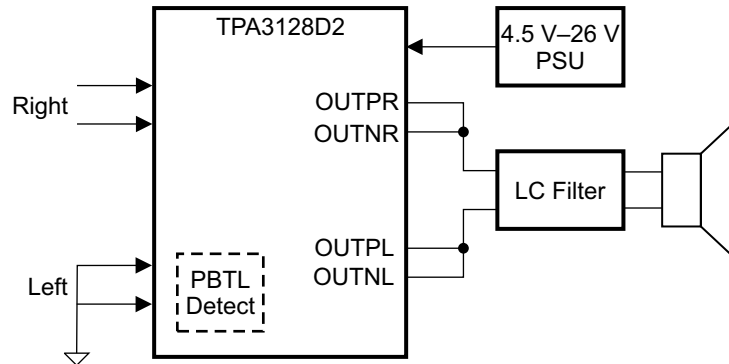 TPA3128D2
4.5 V–26 V
PSU
Right
OUTPR
OUTNR
LC Filter
OUTPL
OUTNL
Left
PBTL
Detect